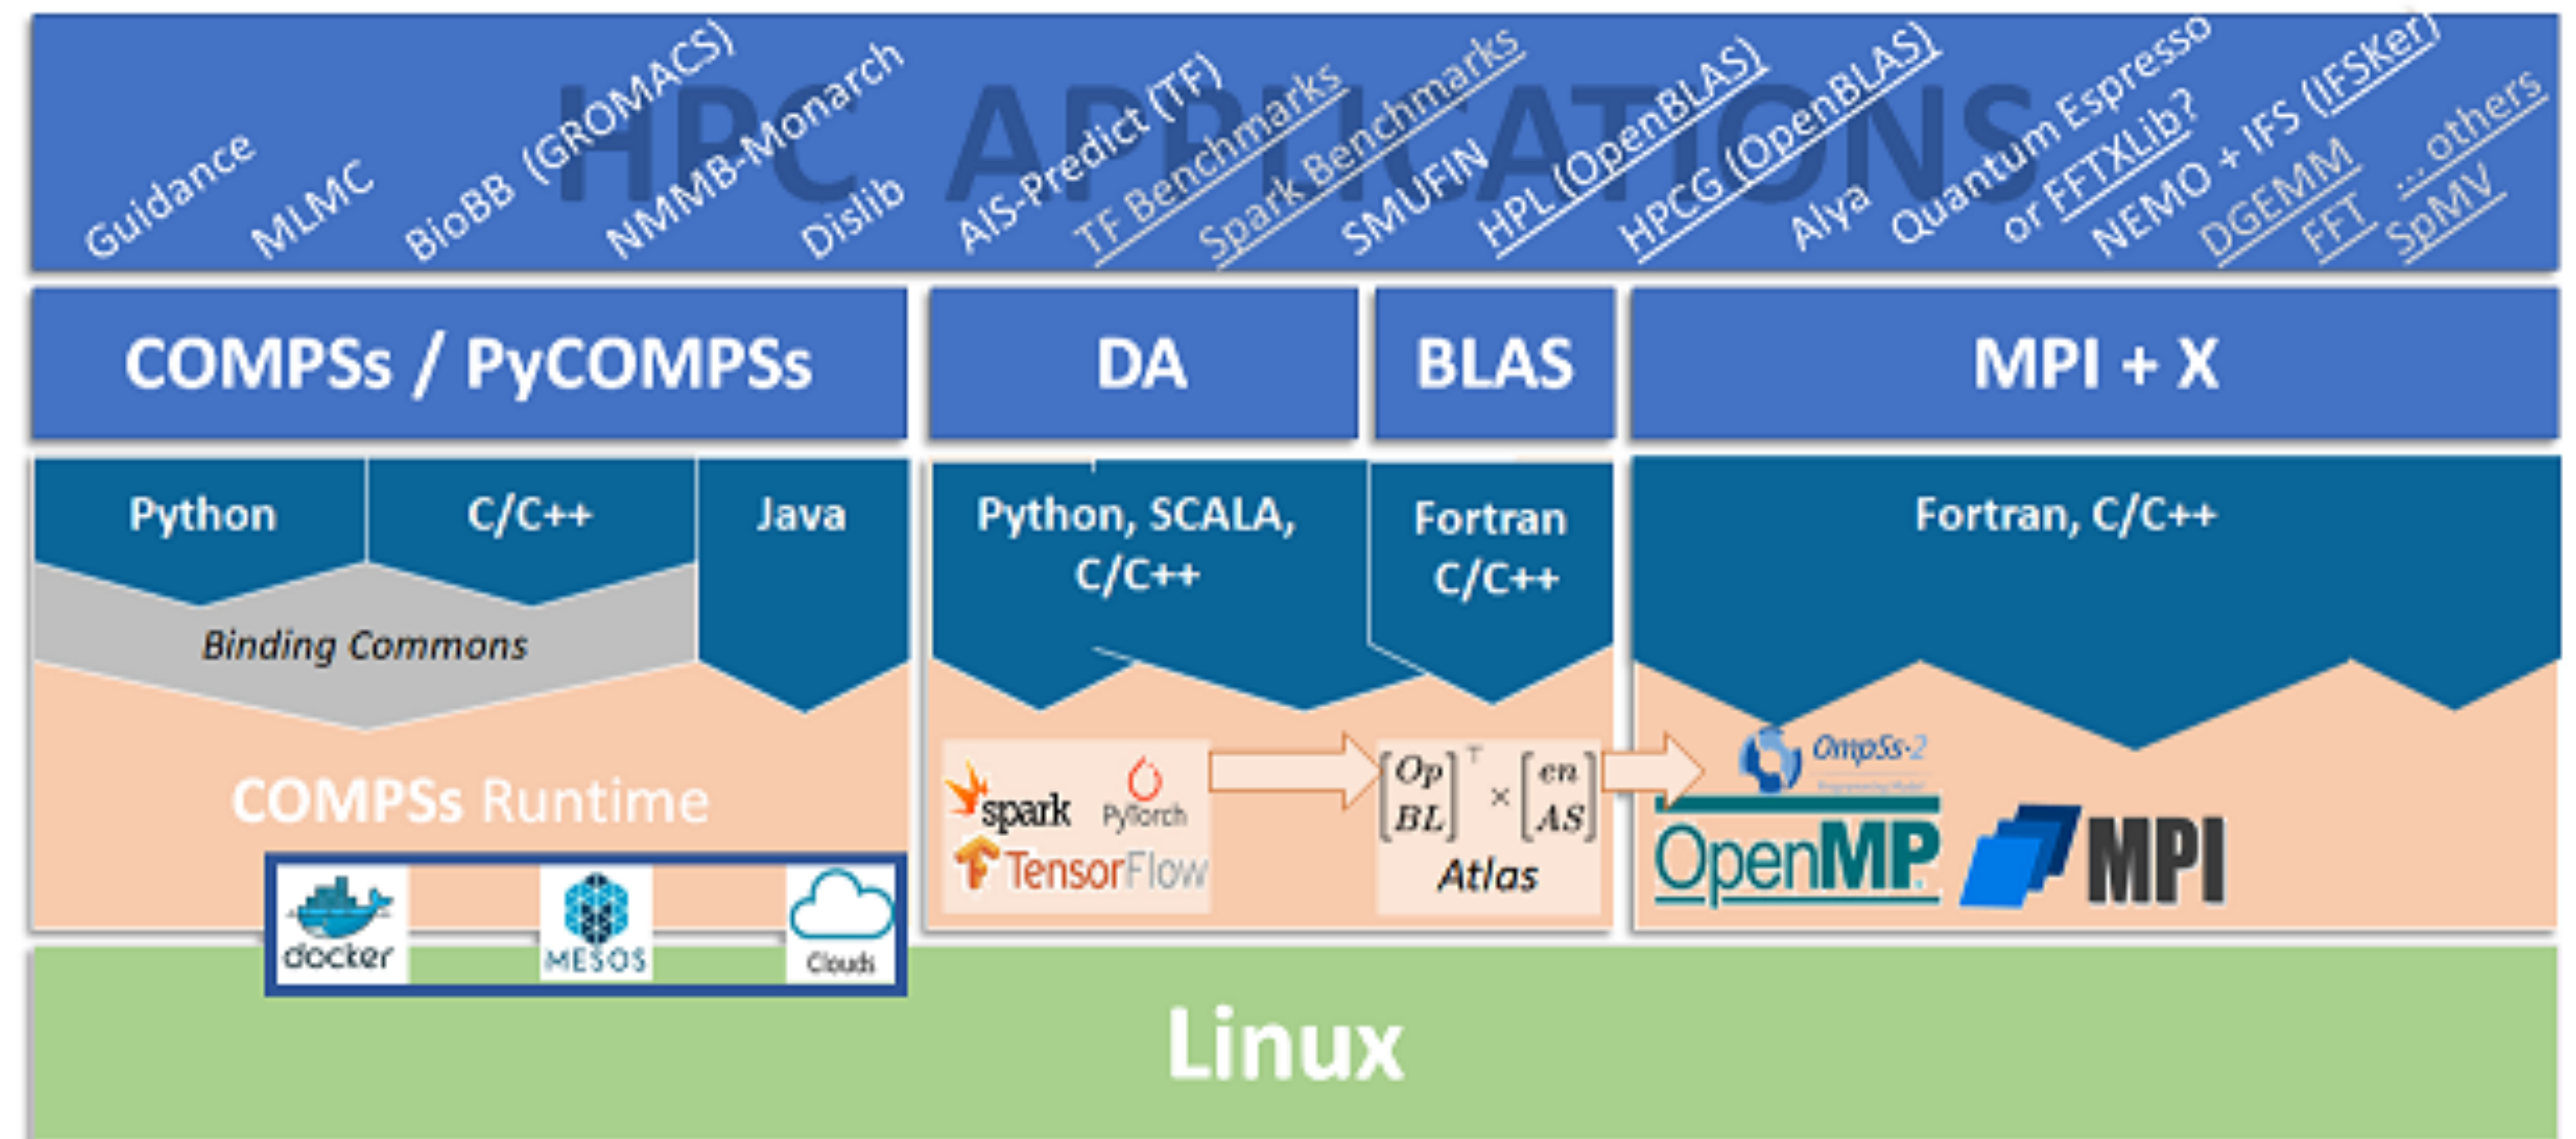 HPC APPLICATIONS
Guidance
MLMC
BioBB (GROMACS)
NMMB-Monarch
Dislib
AIS-Predict (TF)
TF Benchmarks
Spark Benchmarks
SMUFIN
HPL (OpenBLAS)
HPCG (OpenBLAS)
Alya
Quantum Espresso
or FFTXLib?
NEMO + IFS (IFSKer)
DGEMM
FFT
SpMV
... others
COMPSs / PyCOMPSs
DA
BLAS
MPI + X
Python
C/C++
Java
Python, SCALA,
C/C++
Fortran
C/C++
Fortran, C/C++
Binding Commons
COMPSs Runtime
docker
MESOS
Clouds
Spark
PyTorch
TensorFlow
[Op BL]ᵀ × [en AS]
Atlas
OmpSs-2
Programming Model
OpenMP
MPI
Linux